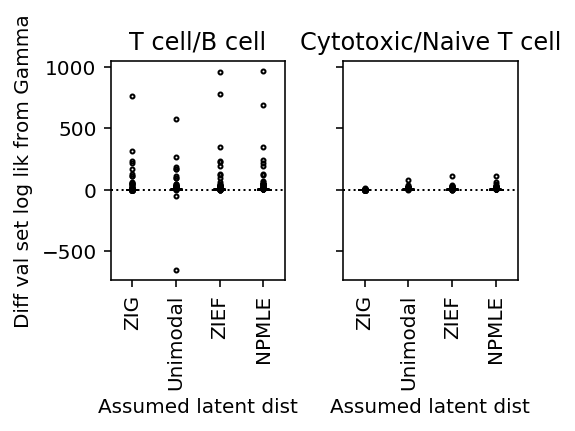 T cell/B cell
Cytotoxic/Naive T cell
Diff val set log lik from Gamma
1000
500
0
−500
ZIG
Unimodal
ZIEF
NPMLE
ZIG
Unimodal
ZIEF
NPMLE
Assumed latent dist
Assumed latent dist